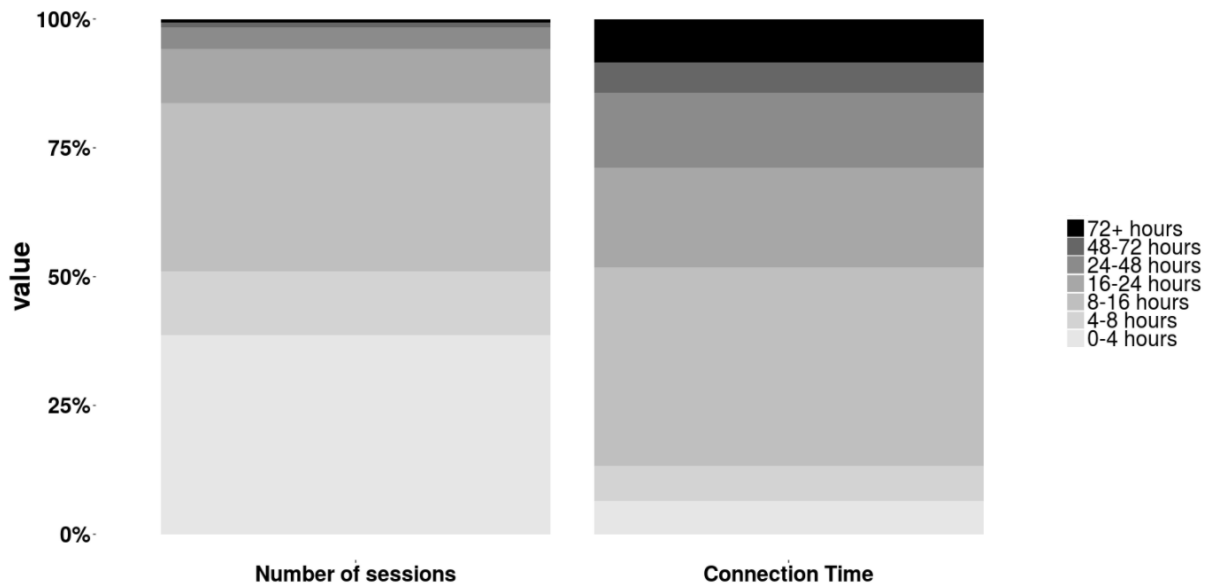 100%
75%
50%
25%
0%
value
Number of sessions
Connection Time
72+ hours
48-72 hours
24-48 hours
16-24 hours
8-16 hours
4-8 hours
0-4 hours